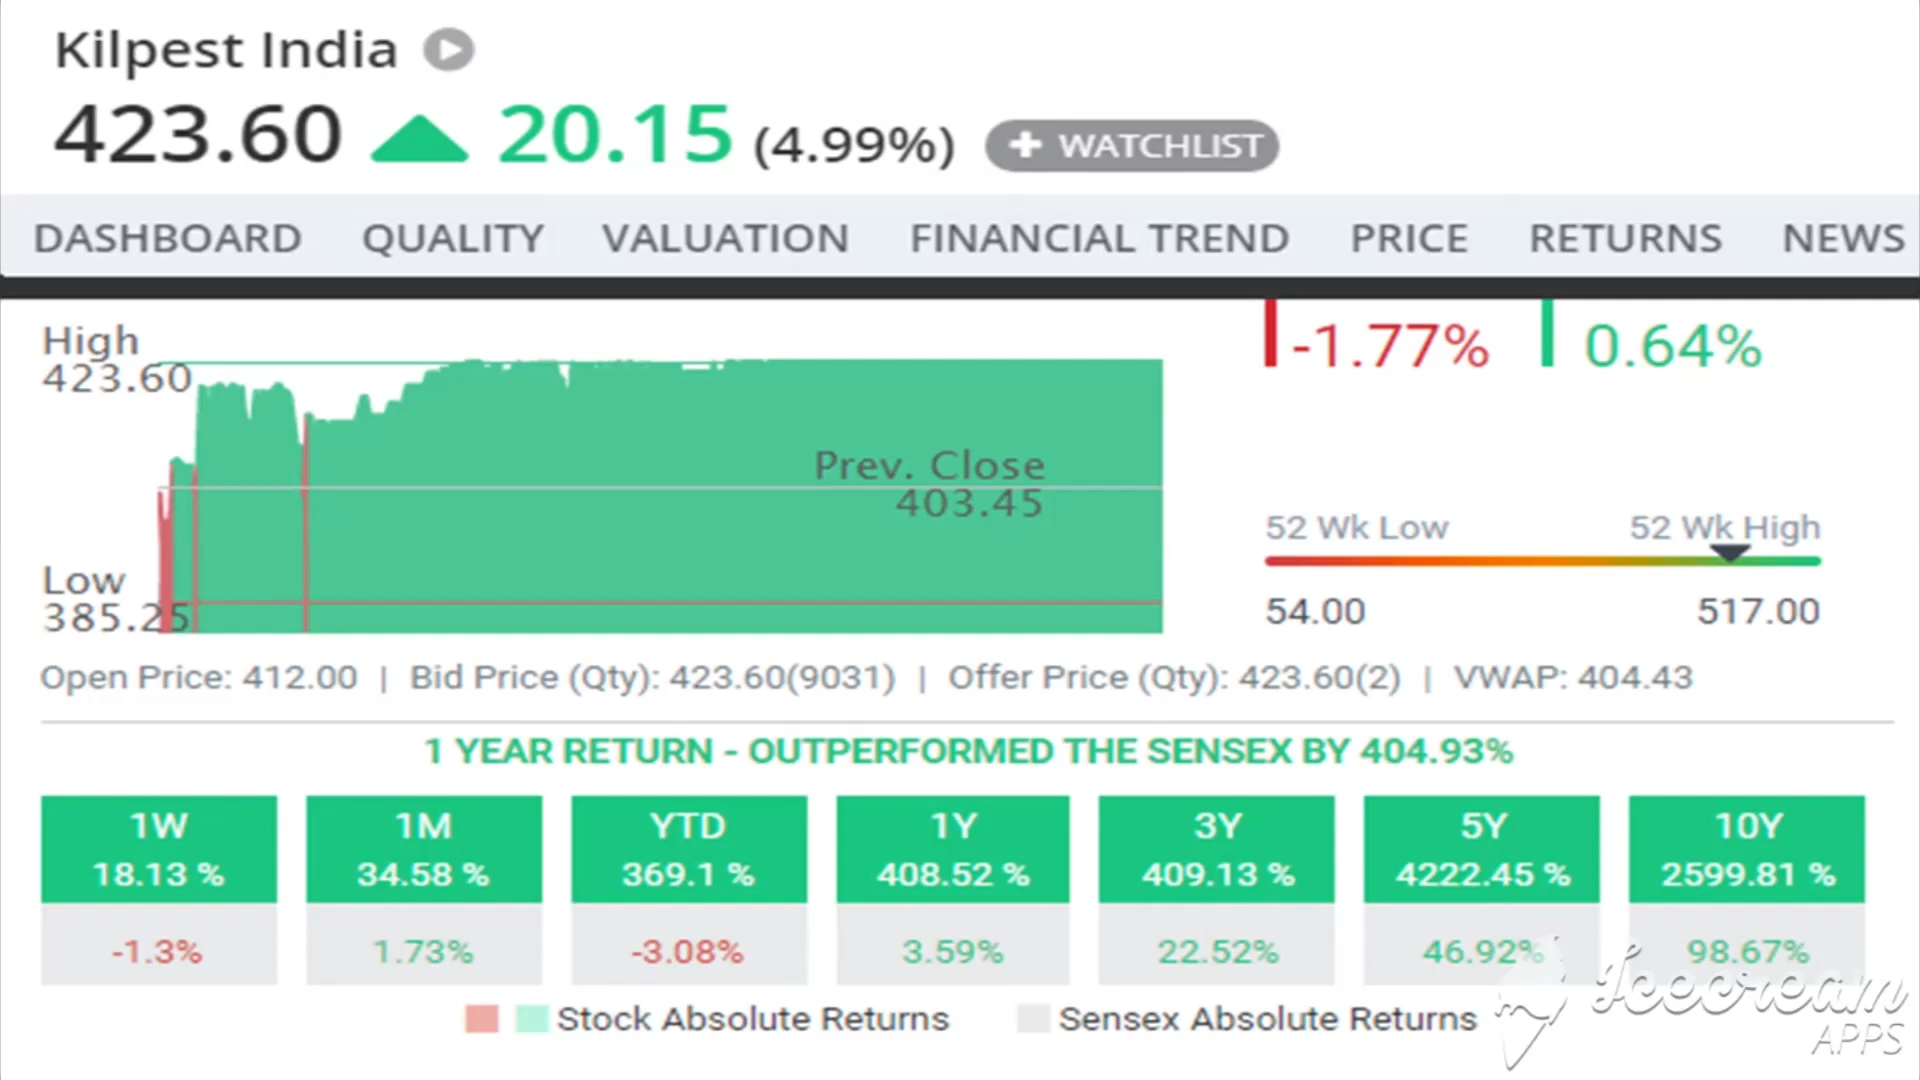 Kilpest India
423.60 20.15 (4.99%) + WATCHLIST
DASHBOARD QUALITY VALUATION FINANCIAL TREND PRICE RETURNS NEWS
High
423.60
-1.77% 0.64%
Prev. Close
403.45
52 Wk Low 52 Wk High
54.00 517.00
Low
385.25
Open Price: 412.00 | Bid Price (Qty): 423.60(9031) | Offer Price (Qty): 423.60(2) | VWAP: 404.43
1 YEAR RETURN - OUTPERFORMED THE SENSEX BY 404.93%
1W 1M YTD 1Y 3Y 5Y 10Y
18.13 % 34.58 % 369.1 % 408.52 % 409.13 % 4222.45 % 2599.81 %
-1.3% 1.73% -3.08% 3.59% 22.52% 46.92% 98.67%
Stock Absolute Returns Sensex Absolute Returns
Icecream
APPS